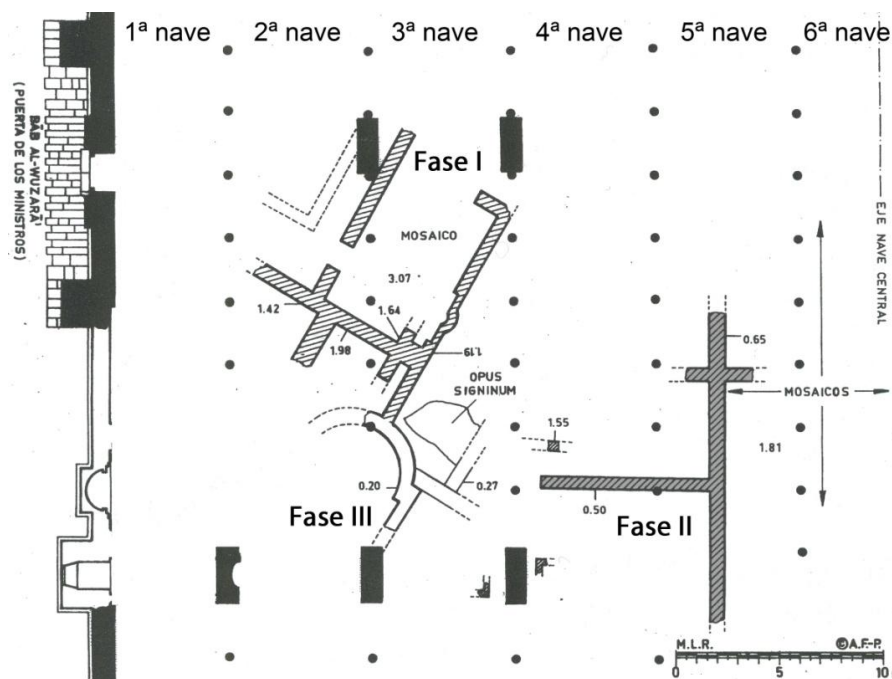 1ª nave
2ª nave
3ª nave
4ª nave
5ª nave
6ª nave
BĀB AL-WUZARĀ'
(PUERTA DE LOS MINISTROS)
Fase I
MOSAICO
3.07
1.42
1.64
1.98
1.19
OPUS
SIGNINUM
EJE NAVE CENTRAL
0.65
MOSAICOS
1.55
1.81
0.20
0.27
0.50
Fase III
Fase II
M.L.R.
©A.F.-P.
0
5
10